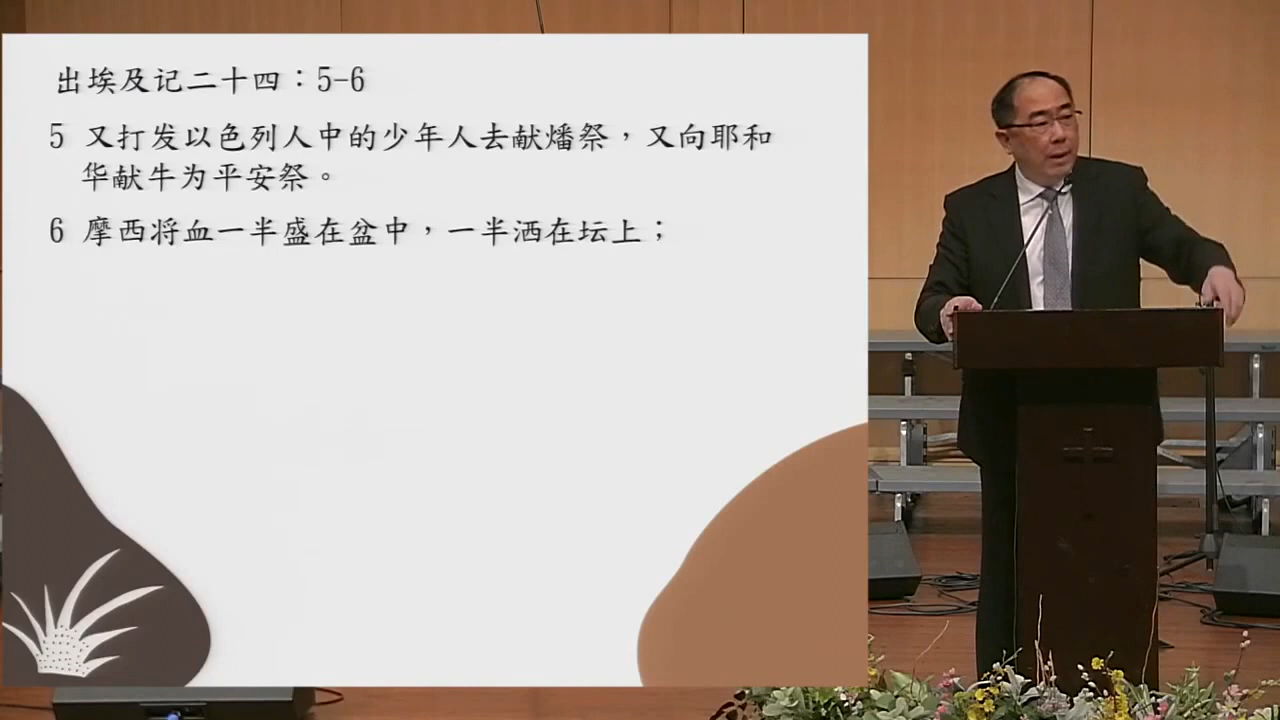 出埃及记二十四：5-6
5 又打发以色列人中的少年人去献燔祭，又向耶和
华献牛为平安祭。
6 摩西将血一半盛在盆中，一半洒在坛上；